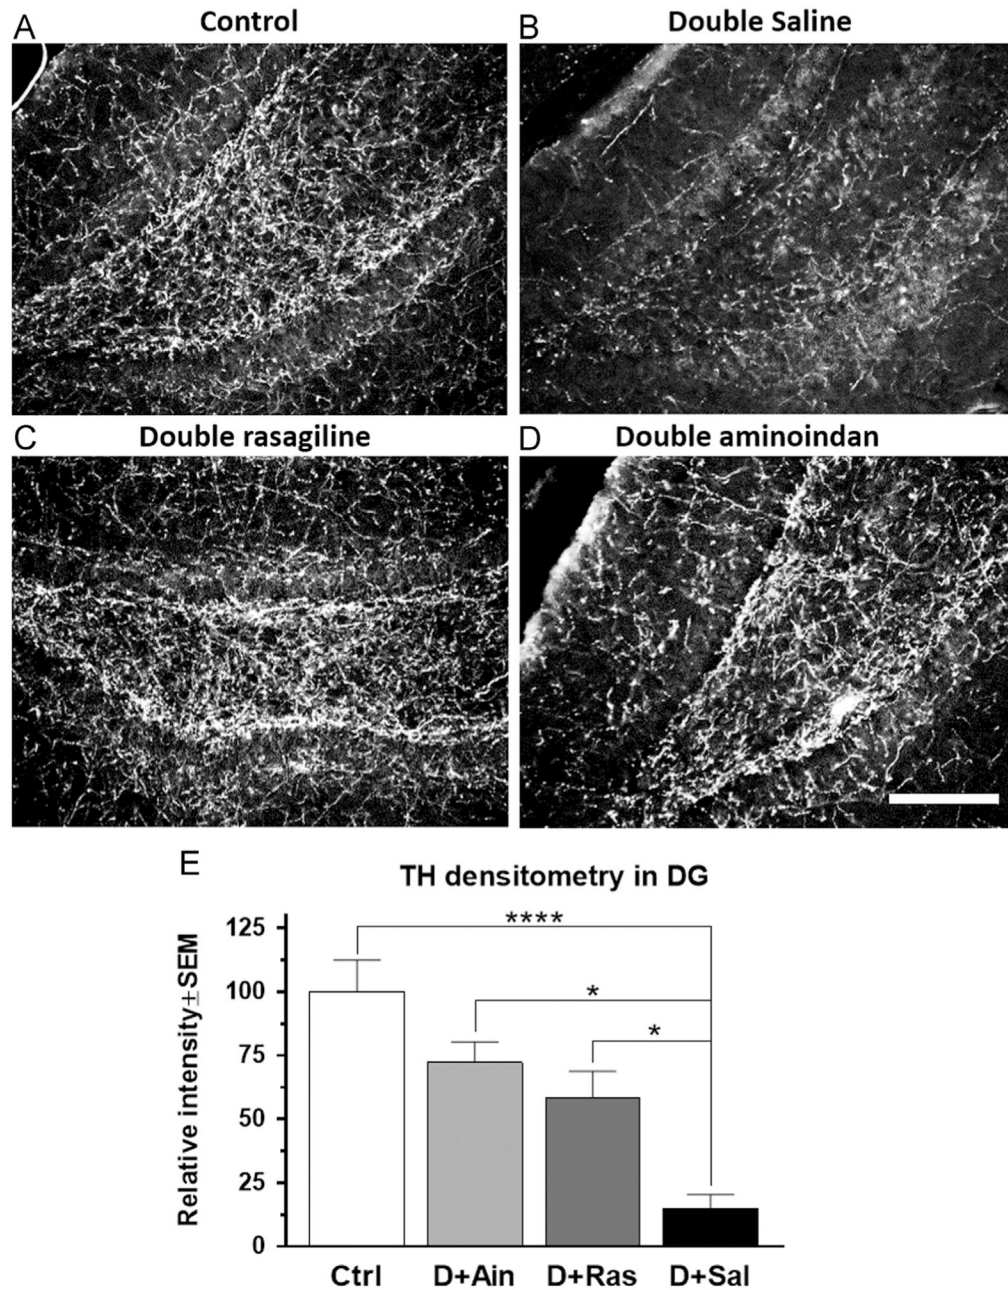 A Control
B Double Saline
C Double rasagiline
D Double aminoindan
E
TH densitometry in DG
Relative intensity±SEM
125
100
75
50
25
0
****
*
*
Ctrl D+Ain D+Ras D+Sal